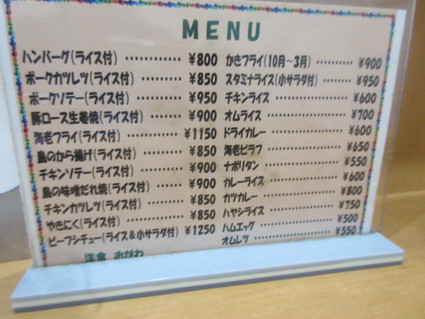 MENU
ハンバーグ(ライス付) ¥800
ポークカツレツ(ライス付) ¥850
ポークソテー(ライス付) ¥950
豚ロース生姜焼(ライス付) ¥900
海老フライ(ライス付) ¥1150
鳥のから揚げ(ライス付) ¥850
チキンソテー(ライス付) ¥900
鳥の味噌だれ焼(ライス付) ¥900
チキンカツレツ(ライス付) ¥850
やきにく(ライス付) ¥850
ビーフシチュー(ライス&小サラダ付) ¥1250
かきフライ(10月~3月) ¥900
スタミナライス(小サラダ付) ¥950
チキンライス ¥600
オムライス ¥700
ドライカレー ¥600
海老ピラフ ¥650
ナポリタン ¥550
カレーライス ¥600
カツカレー ¥800
ハヤシライス ¥750
ハムエッグ ¥500
オムレツ ¥550
洋食 おがわ